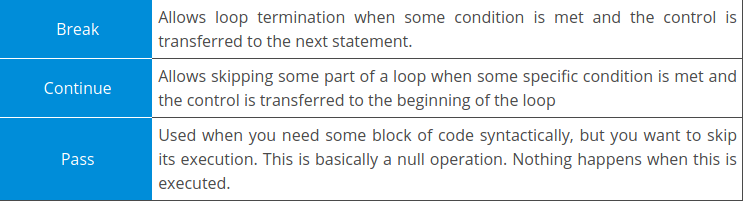 Break
Allows loop termination when some condition is met and the control is
transferred to the next statement.
Continue
Allows skipping some part of a loop when some specific condition is met and
the control is transferred to the beginning of the loop
Pass
Used when you need some block of code syntactically, but you want to skip
its execution. This is basically a null operation. Nothing happens when this is
executed.